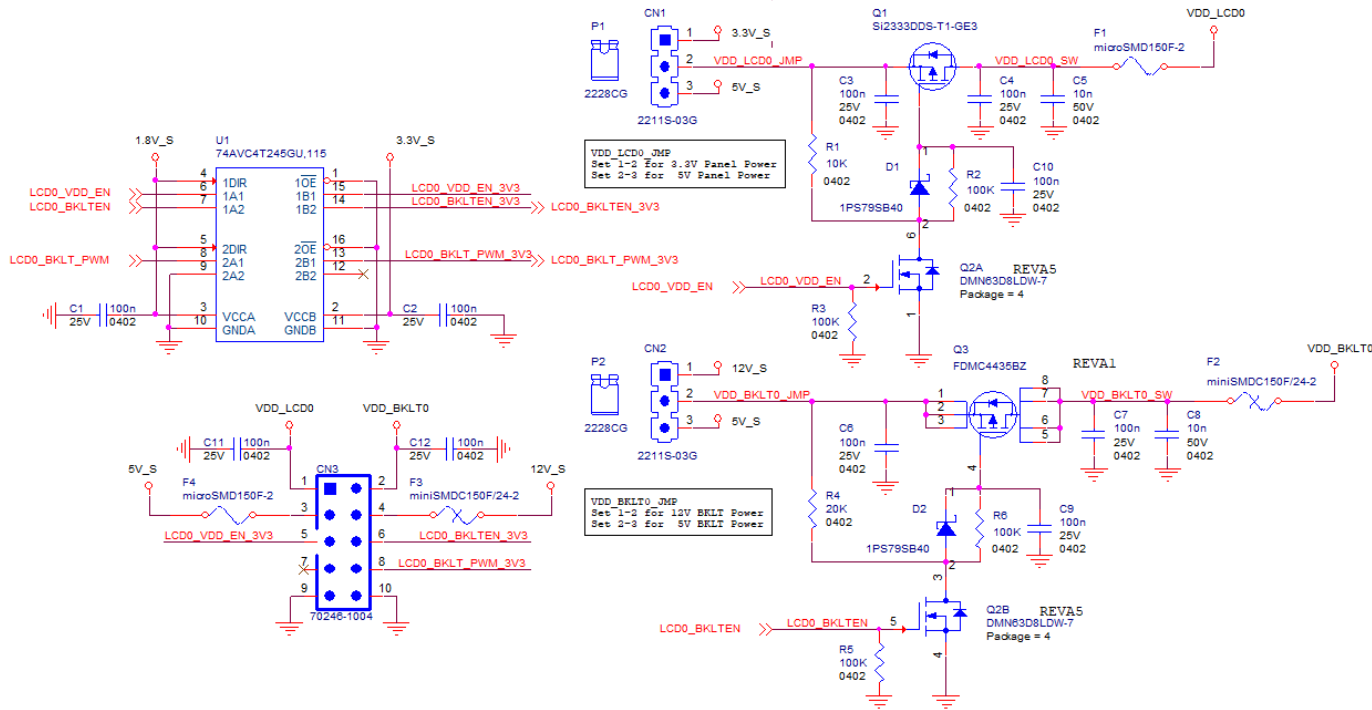 P1
2228CG
CN1
1
3.3V_S
2
VDD_LCD0_JMP
3
5V_S
2211S-03G
Q1
Si2333DDS-T1-GE3
VDD_LCD0
F1
microSMD150F-2
VDD_LCD0_SW
C3
100n
25V
0402
C4
100n
25V
0402
C5
10n
50V
0402
VDD_LCD0_JMP
Set 1-2 for 3.3V Panel Power
Set 2-3 for 5V Panel Power
R1
10K
0402
D1
1
1PS79SB40
2
R2
100K
0402
C10
100n
25V
0402
6
LCD0_VDD_EN
LCD0_VDD_EN
2
Q2A
REVA5
DMN63D8LDW-7
Package = 4
R3
100K
0402
1
1.8V_S
U1
74AVC4T245GU,115
3.3V_S
LCD0_VDD_EN
LCD0_BKLTEN
4
6
7
1DIR
1A1
1A2
1OE
1B1
1B2
1
15
14
LCD0_VDD_EN_3V3
LCD0_BKLTEN_3V3
LCD0_BKLTEN_3V3
LCD0_BKLT_PWM
5
8
9
2DIR
2A1
2A2
2OE
2B1
2B2
16
13
12
LCD0_BKLT_PWM_3V3
LCD0_BKLT_PWM_3V3
C1
100n
25V
0402
3
10
VCCA
GNDA
VCCB
GNDB
2
11
C2
100n
25V
0402
P2
2228CG
CN2
1
12V_S
2
VDD_BKLT0_JMP
3
5V_S
2211S-03G
Q3
FDMC4435BZ
REVA1
1
2
3
8
7
6
5
4
VDD_BKLT0_SW
F2
miniSMDC150F/24-2
VDD_BKLT0
C6
100n
25V
0402
C7
100n
25V
0402
C8
10n
50V
0402
VDD_BKLT0_JMP
Set 1-2 for 12V BKLT Power
Set 2-3 for 5V BKLT Power
R4
20K
0402
D2
1
1PS79SB40
2
R6
100K
0402
C9
100n
25V
0402
3
LCD0_BKLTEN
LCD0_BKLTEN
5
Q2B
REVA5
DMN63D8LDW-7
Package = 4
R5
100K
0402
4
VDD_LCD0
VDD_BKLT0
C11
100n
25V
0402
C12
100n
25V
0402
5V_S
F4
microSMD150F-2
CN3
F3
miniSMDC150F/24-2
12V_S
1
2
3
4
LCD0_VDD_EN_3V3
5
6
LCD0_BKLTEN_3V3
7
8
LCD0_BKLT_PWM_3V3
9
10
70246-1004